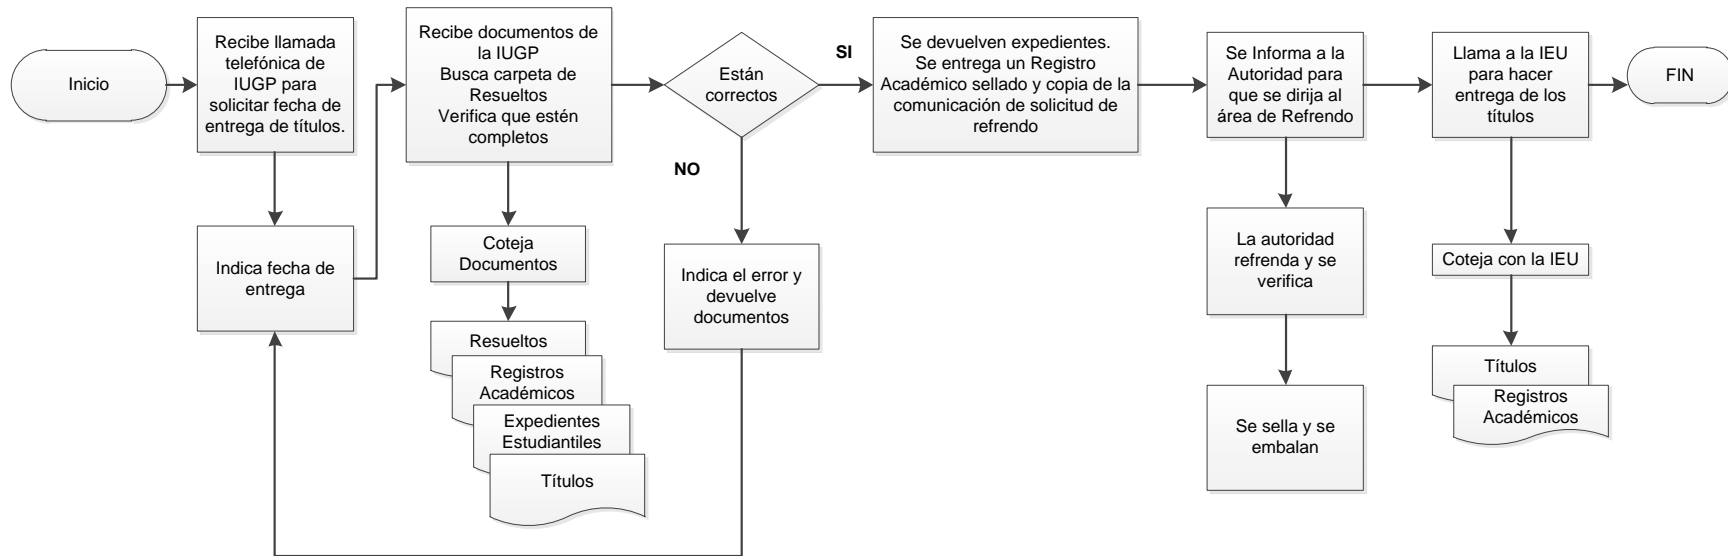 Inicio
Recibe llamada
telefónica de
IUGP para
solicitar fecha de
entrega de títulos.
Indica fecha de
entrega
Recibe documentos de
la IUGP
Busca carpeta de
Resueltos
Verifica que estén
completos
Coteja
Documentos
Resueltos
Registros
Académicos
Expedientes
Estudiantiles
Títulos
Están
correctos
SI
NO
Indica el error y
devuelve
documentos
Se devuelven expedientes.
Se entrega un Registro
Académico sellado y copia de la
comunicación de solicitud de
refrendo
Se Informa a la
Autoridad para
que se dirija al
área de Refrendo
La autoridad
refrenda y se
verifica
Se sella y se
embalan
Llama a la IEU
para hacer
entrega de los
títulos
Coteja con la IEU
Títulos
Registros
Académicos
FIN